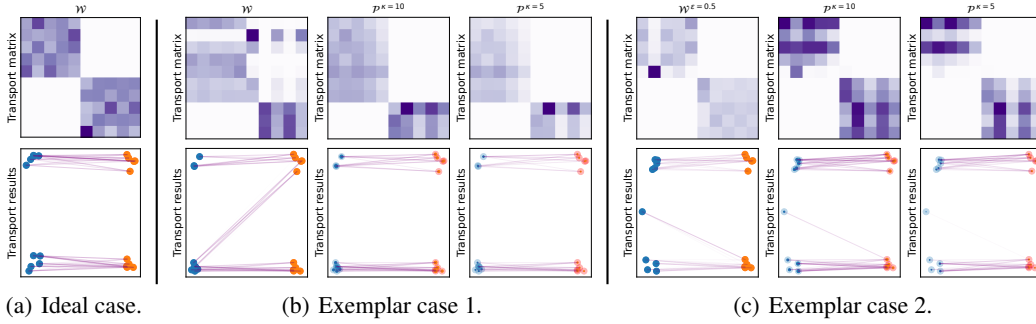 𝒲
𝒲
𝒫^κ=10
𝒫^κ=5
𝒲^ε=0.5
𝒫^κ=10
𝒫^κ=5
Transport matrix
Transport matrix
Transport matrix
Transport results
Transport results
Transport results
(a) Ideal case.
(b) Exemplar case 1.
(c) Exemplar case 2.